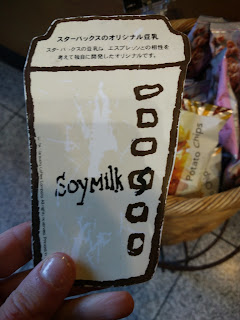 スターバックスのオリジナル豆乳
スターバックスの豆乳は、エスプレッソとの相性を
考えて独自に開発したオリジナルです。
Soymilk
Potato chips